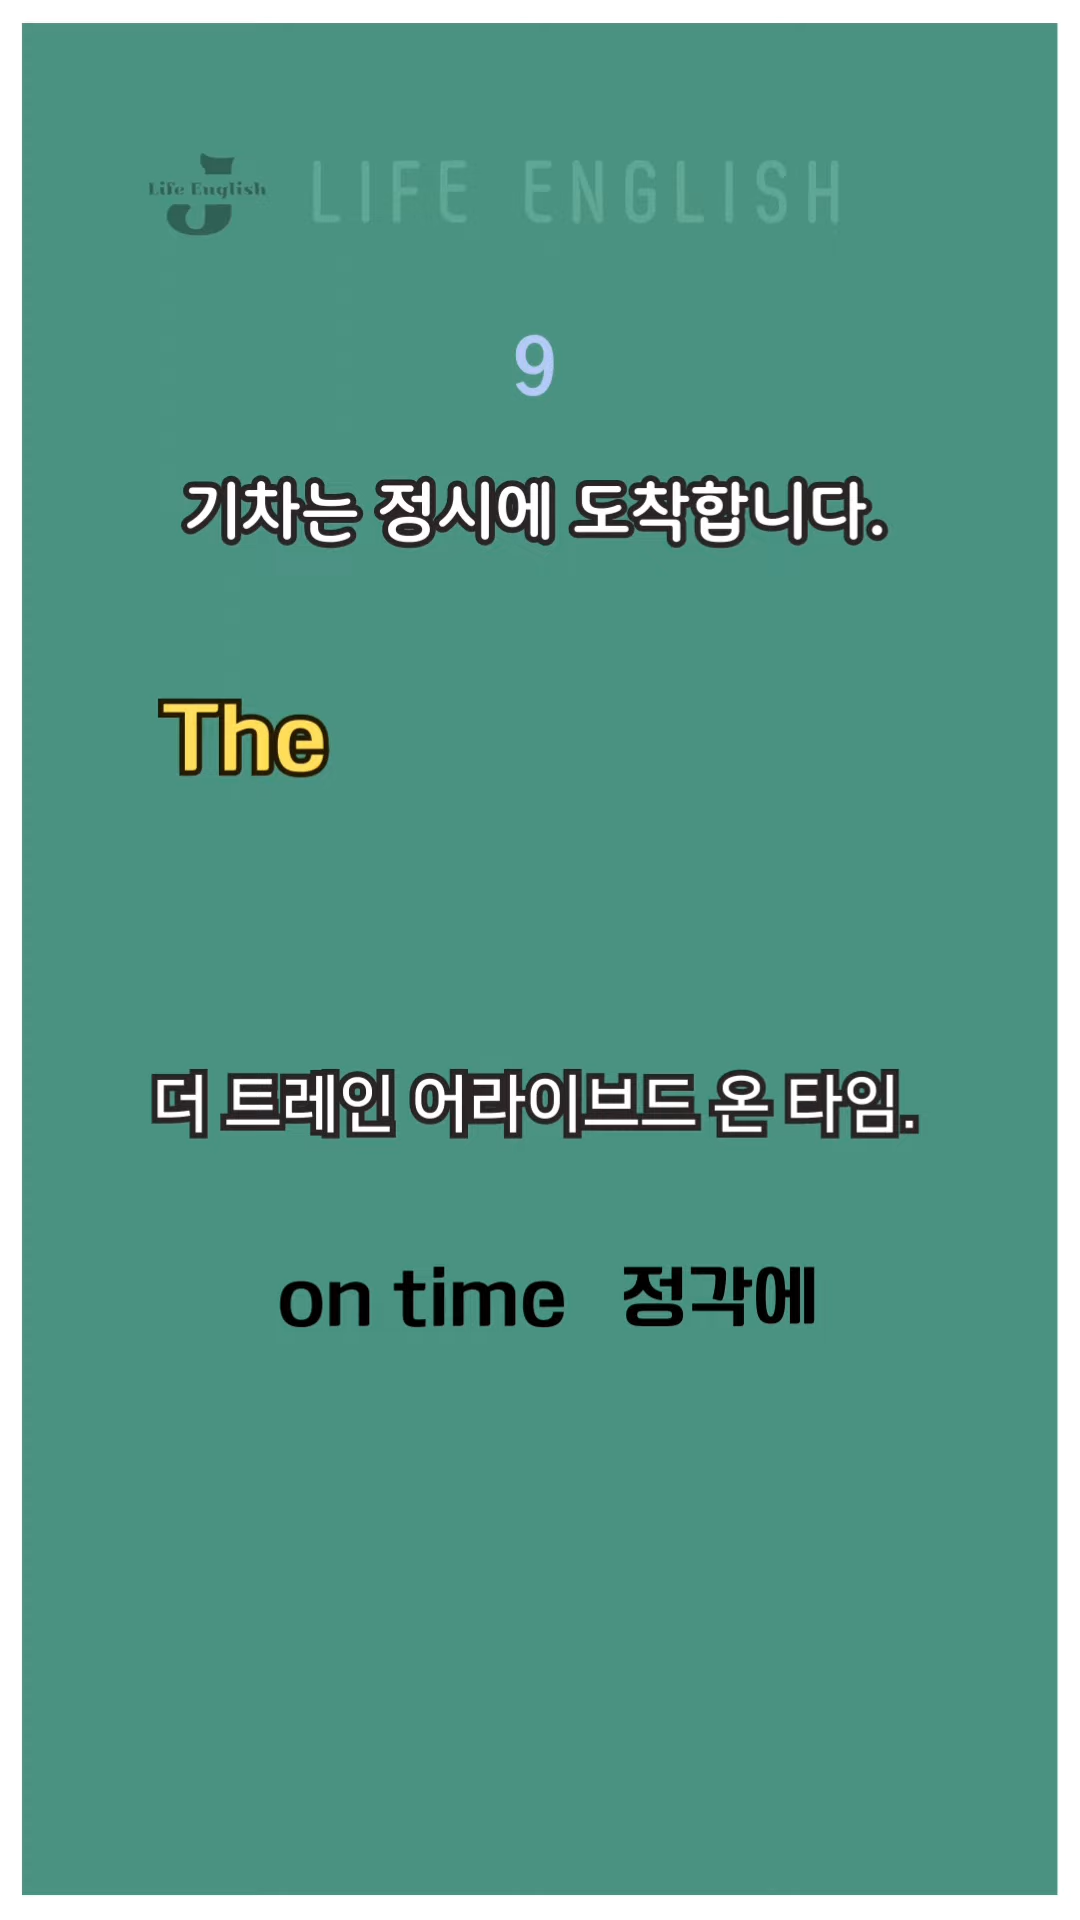 Life English
LIFE ENGLISH
9
기차는 정시에 도착합니다.
The
더 트레인 어라이브드 온 타임.
on time 정각에